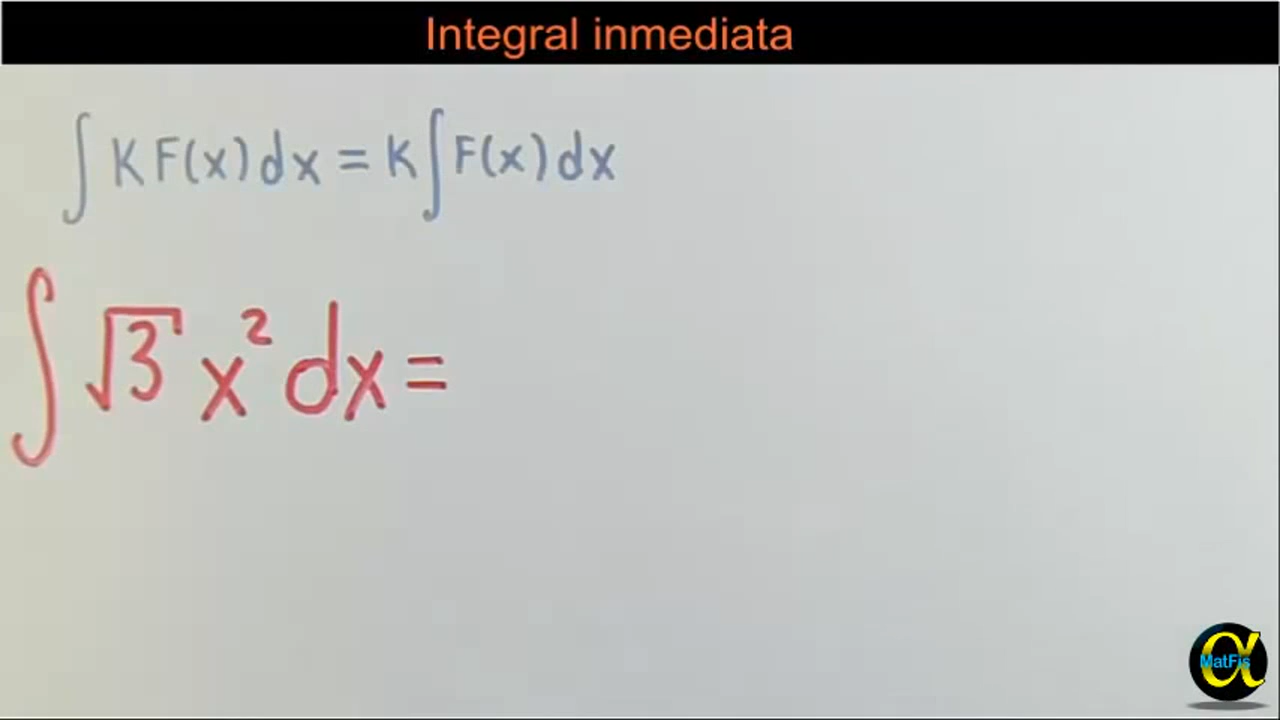 Integral inmediata
∫ K F(x) dx = K ∫ F(x) dx
∫ √3 x² dx =
α
MatFis